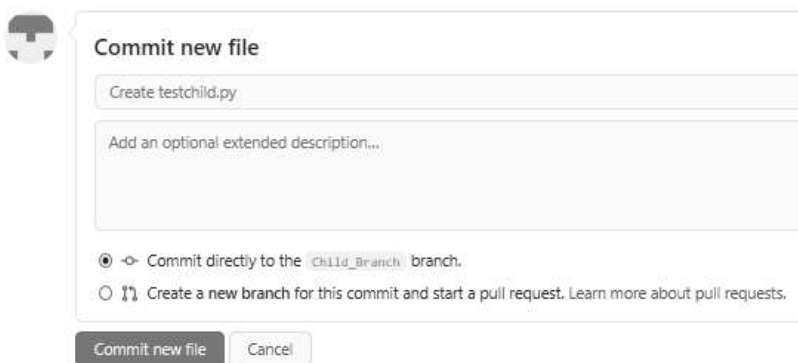 Commit new file
Create testchild.py
Add an optional extended description...
Commit directly to the Child_Branch branch.
Create a new branch for this commit and start a pull request. Learn more about pull requests.
Commit new file Cancel